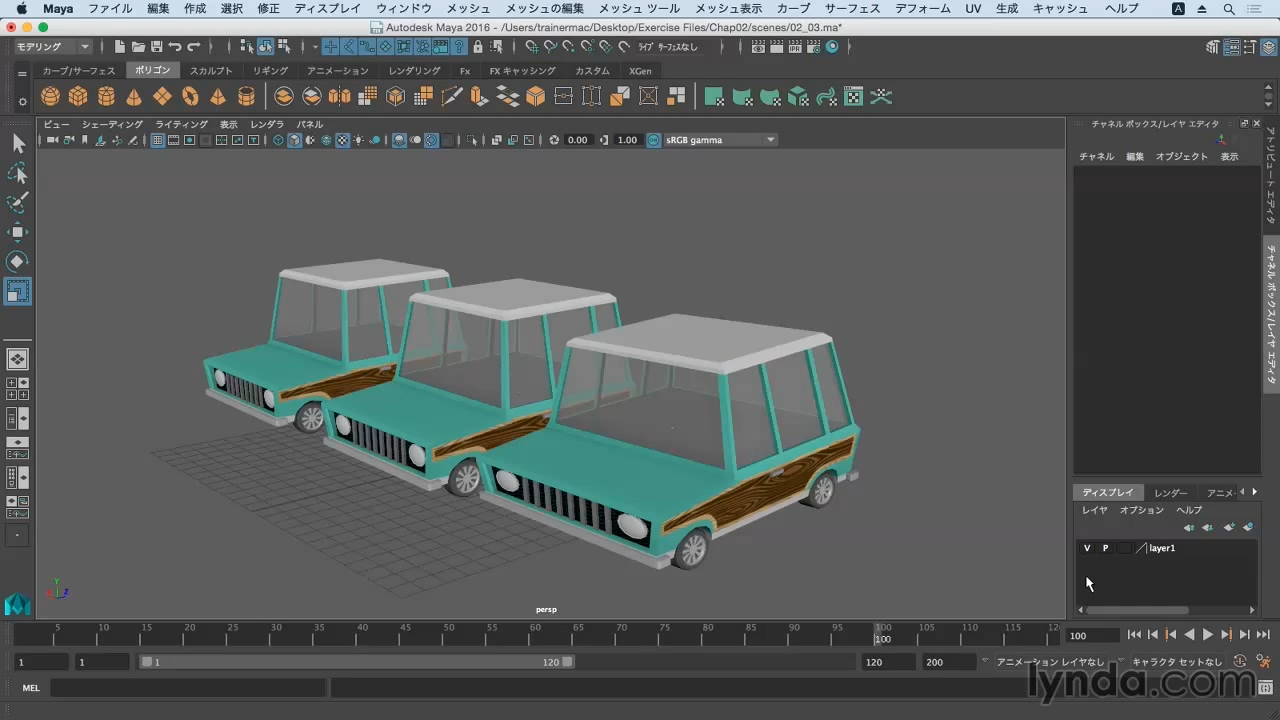 Maya ファイル 編集 作成 選択 修正 ディスプレイ ウィンドウ メッシュ メッシュの編集 メッシュ ツール メッシュ表示 カーブ サーフェス デフォーム UV 生成 キャッシュ ヘルプ
Autodesk Maya 2016 - /Users/trainermac/Desktop/Exercise Files/Chap02/scenes/02_03.ma*
モデリング
ライブ サーフェスなし
カーブ/サーフェス ポリゴン スカルプト リギング アニメーション レンダリング Fx FX キャッシング カスタム XGen
ビュー シェーディング ライティング 表示 レンダラ パネル
0.00 1.00 sRGB gamma
チャネル ボックス/レイヤ エディタ
チャネル 編集 オブジェクト 表示
アトリビュート エディタ
チャネル ボックス/レイヤ エディタ
ディスプレイ レンダー アニメ
レイヤ オプション ヘルプ
V P layer1
Y
Z
persp
5 10 15 20 25 30 35 40 45 50 55 60 65 70 75 80 85 90 95 100 105 110 115 12
100
100
1 1 1 120 120 200 アニメーション レイヤなし キャラクタ セットなし
MEL
lynda.com